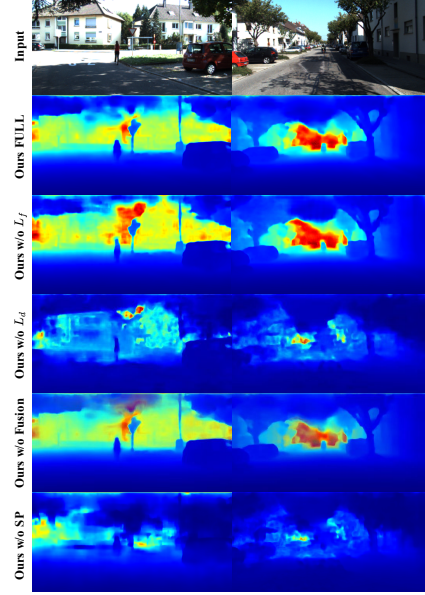 Input
Ours FULL
Ours w/o L_f
Ours w/o L_d
Ours w/o Fusion
Ours w/o SP